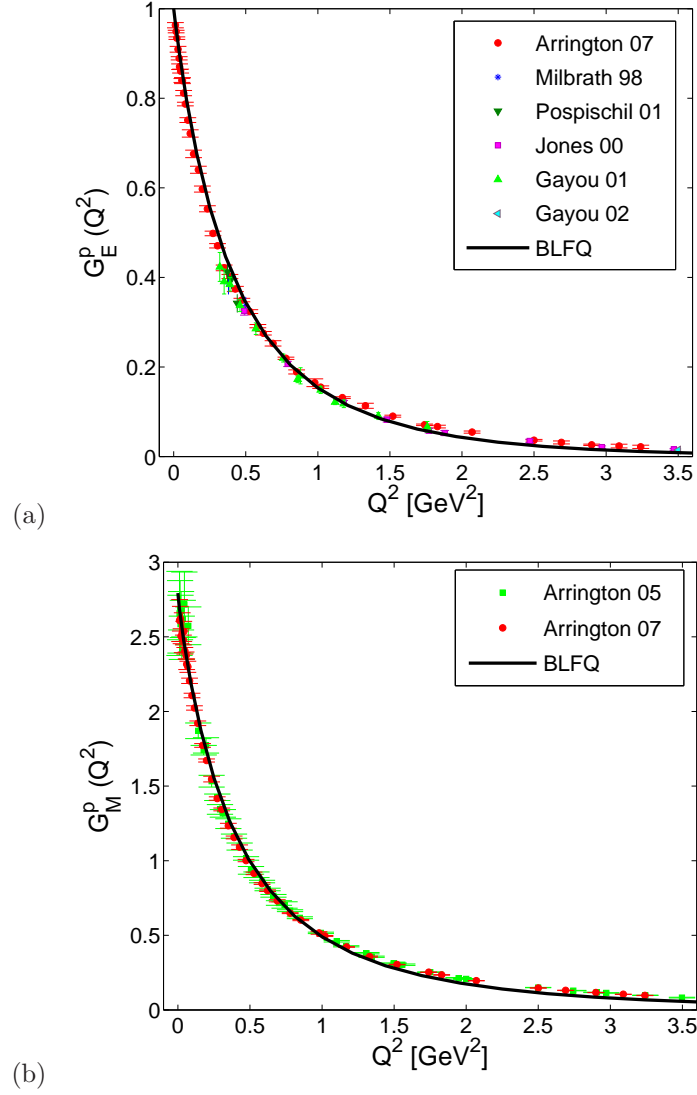 1
0.8
0.6
0.4
0.2
0
G_E^p (Q^2)
Arrington 07
Milbrath 98
Pospischil 01
Jones 00
Gayou 01
Gayou 02
BLFQ
0 0.5 1 1.5 2 2.5 3 3.5
Q^2 [GeV^2]
(a)
3
2.5
2
1.5
1
0.5
0
G_M^p (Q^2)
Arrington 05
Arrington 07
BLFQ
0 0.5 1 1.5 2 2.5 3 3.5
Q^2 [GeV^2]
(b)